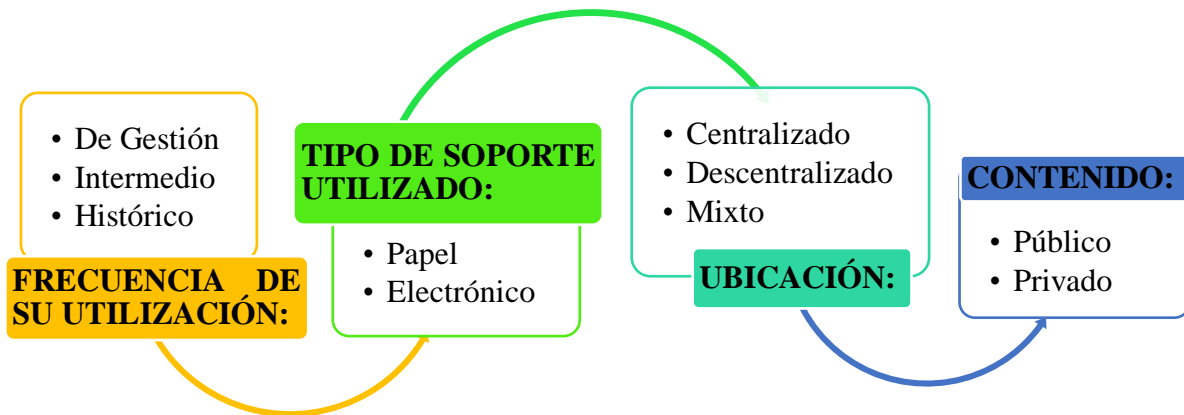 • De Gestión
• Intermedio
• Histórico
FRECUENCIA DE
SU UTILIZACIÓN:
TIPO DE SOPORTE
UTILIZADO:
• Papel
• Electrónico
• Centralizado
• Descentralizado
• Mixto
UBICACIÓN:
CONTENIDO:
• Público
• Privado